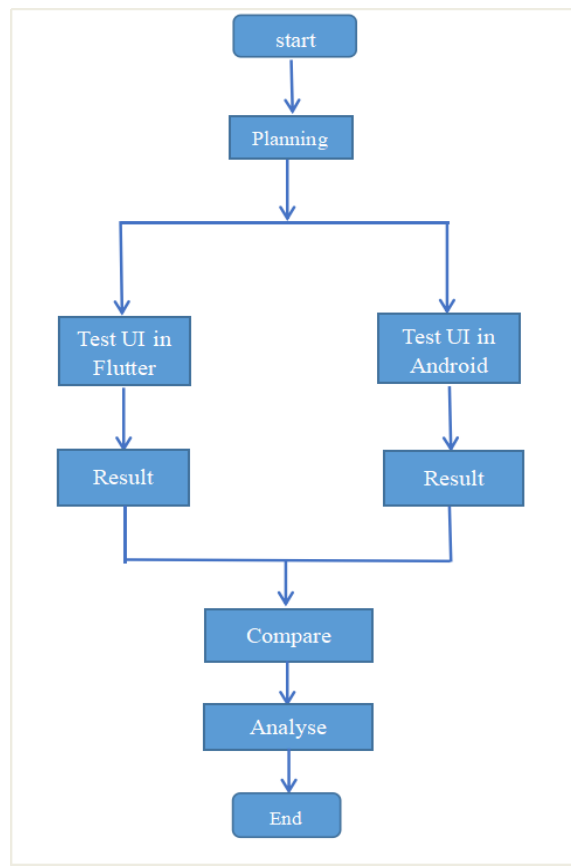 start
Planning
Test UI in
Flutter
Test UI in
Android
Result
Result
Compare
Analyse
End